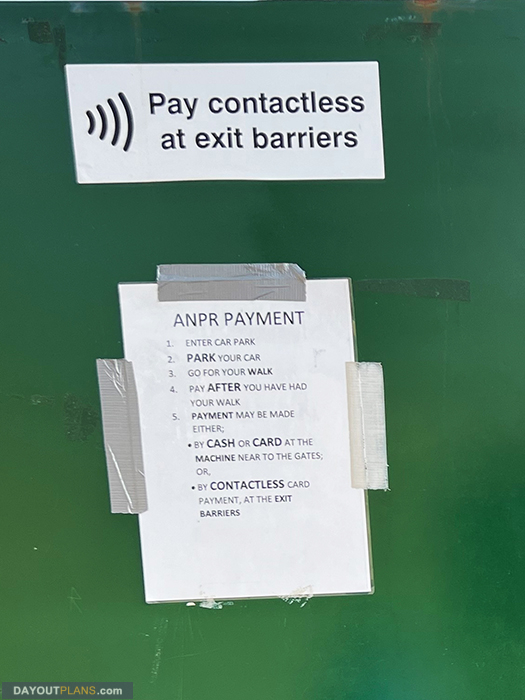 Pay contactless
at exit barriers
ANPR PAYMENT
1. ENTER CAR PARK
2. PARK YOUR CAR
3. GO FOR YOUR WALK
4. PAY AFTER YOU HAVE HAD
YOUR WALK
5. PAYMENT MAY BE MADE
EITHER;
• BY CASH OR CARD AT THE
MACHINE NEAR TO THE GATES;
OR,
• BY CONTACTLESS CARD
PAYMENT, AT THE EXIT
BARRIERS
DAYOUTPLANS.com